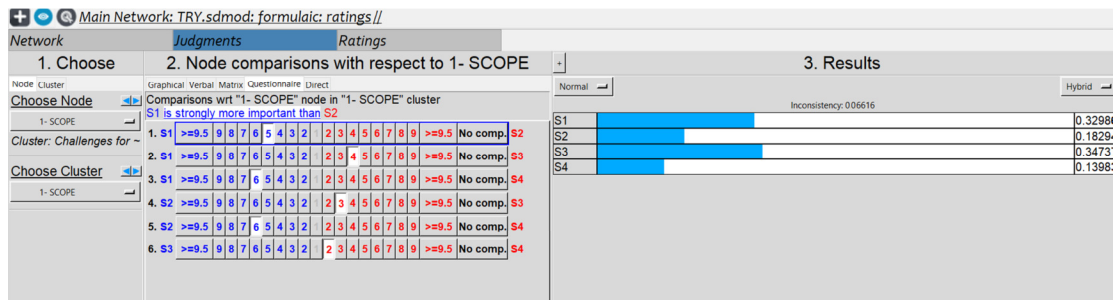 Main Network: TRY.sdmod: formulaic: ratings//
Network Judgments Ratings
1. Choose
Node Cluster
Choose Node
1- SCOPE
Cluster: Challenges for ~
Choose Cluster
1- SCOPE
2. Node comparisons with respect to 1- SCOPE
Graphical Verbal Matrix Questionnaire Direct
Comparisons wrt "1- SCOPE" node in "1- SCOPE" cluster
S1 is strongly more important than S2
1. S1 >=9.5 9 8 7 6 5 4 3 2 1 2 3 4 5 6 7 8 9 >=9.5 No comp. S2
2. S1 >=9.5 9 8 7 6 5 4 3 2 1 2 3 4 5 6 7 8 9 >=9.5 No comp. S3
3. S1 >=9.5 9 8 7 6 5 4 3 2 1 2 3 4 5 6 7 8 9 >=9.5 No comp. S4
4. S2 >=9.5 9 8 7 6 5 4 3 2 1 2 3 4 5 6 7 8 9 >=9.5 No comp. S3
5. S2 >=9.5 9 8 7 6 5 4 3 2 1 2 3 4 5 6 7 8 9 >=9.5 No comp. S4
6. S3 >=9.5 9 8 7 6 5 4 3 2 1 2 3 4 5 6 7 8 9 >=9.5 No comp. S4
+ 3. Results
Normal Hybrid
Inconsistency: 0.06616
S1 0.32986
S2 0.18294
S3 0.34737
S4 0.13983